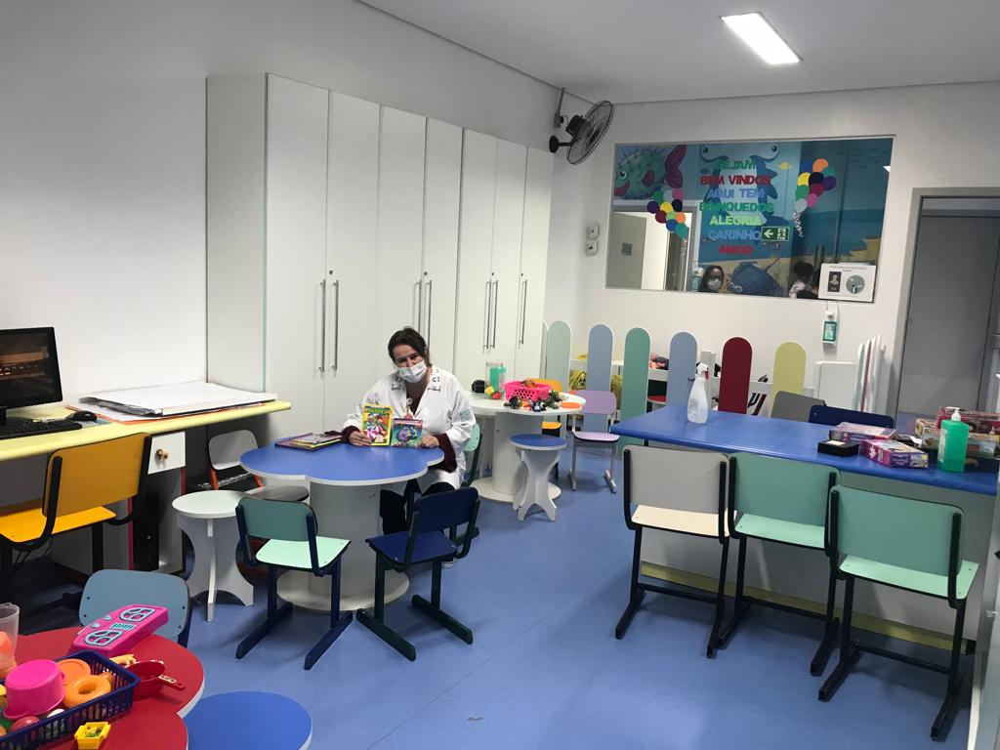 SEJAM
BEM VINDOS
AQUI TEM
BRINQUEDOS
ALEGRIA
CARINHO
AMOR